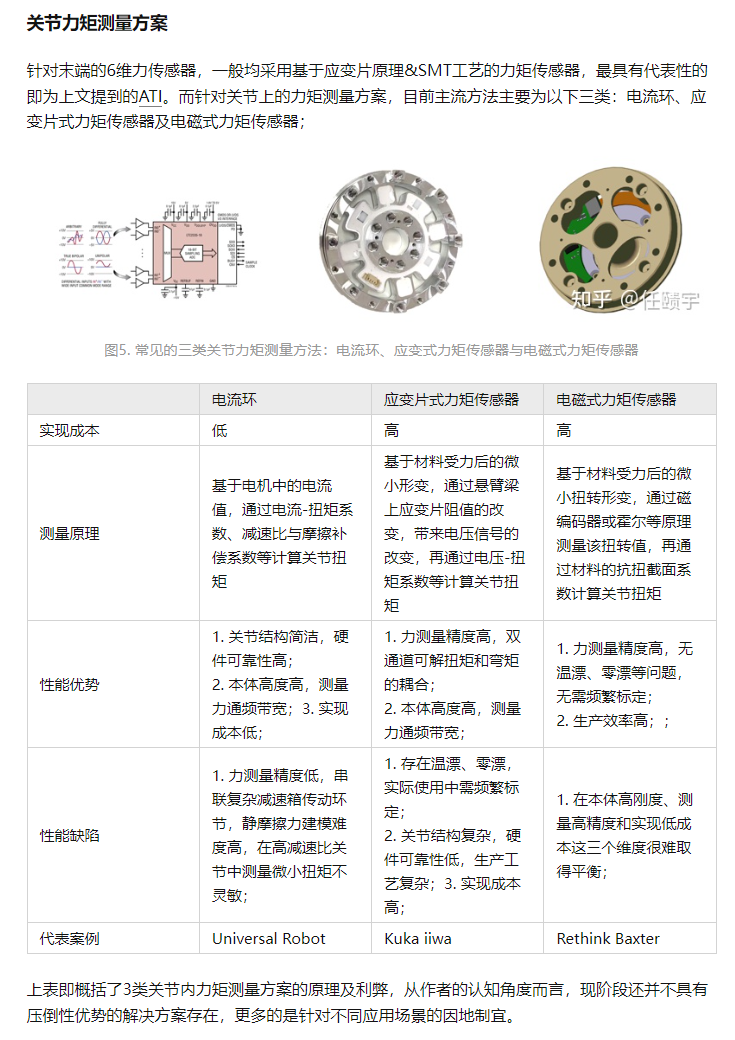 关节力矩测量方案
针对末端的6维力传感器，一般均采用基于应变片原理&SMT工艺的力矩传感器，最具有代表性的
即为上文提到的ATI。而针对关节上的力矩测量方案，目前主流方法主要为以下三类：电流环、应
变片式力矩传感器及电磁式力矩传感器；
知乎 @任赜宇
图5. 常见的三类关节力矩测量方法：电流环、应变式力矩传感器与电磁式力矩传感器
电流环
应变片式力矩传感器
电磁式力矩传感器
实现成本
低
高
高
测量原理
基于电机中的电流
值，通过电流-扭矩系
数、减速比与摩擦补
偿系数等计算关节扭
矩
基于材料受力后的微
小形变，通过悬臂梁
上应变片阻值的改
变，带来电压信号的
改变，再通过电压-扭
矩系数等计算关节扭
矩
基于材料受力后的微
小扭转形变，通过磁
编码器或霍尔等原理
测量该扭转值，再通
过材料的抗扭截面系
数计算关节扭矩
性能优势
1. 关节结构简洁，硬
件可靠性高；
2. 本体高度高，测量
力通频带宽；3. 实现
成本低；
1. 力测量精度高，双
通道可解扭矩和弯矩
的耦合；
2. 本体高度高，测量
力通频带宽；
1. 力测量精度高，无
温漂、零漂等问题，
无需频繁标定；
2. 生产效率高；；
性能缺陷
1. 力测量精度低，串
联复杂减速箱传动环
节，静摩擦力建模难
度高，在高减速比关
节中测量微小扭矩不
灵敏；
1. 存在温漂、零漂，
实际使用中需频繁标
定；
2. 关节结构复杂，硬
件可靠性低，生产工
艺复杂；3. 实现成本
高；
1. 在本体高刚度、测
量高精度和实现低成
本这三个维度很难取
得平衡；
代表案例
Universal Robot
Kuka iiwa
Rethink Baxter
上表即概括了3类关节内力矩测量方案的原理及利弊，从作者的认知角度而言，现阶段还并不具有
压倒性优势的解决方案存在，更多的是针对不同应用场景的因地制宜。